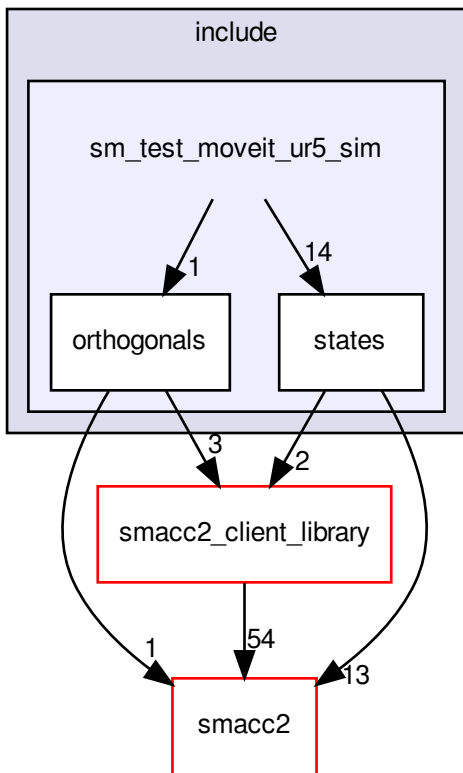 include
sm_test_moveit_ur5_sim
1
14
orthogonals
states
3
2
smacc2_client_library
1
54
13
smacc2